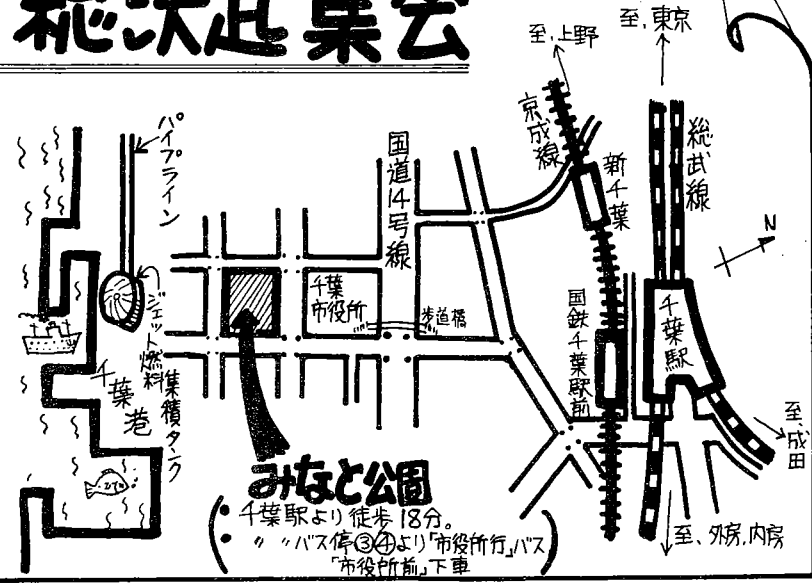 総決起集会
至,上野
至,東京
京成線
新千葉
総武線
N
パイプライン
国道14号線
千葉
市役所
歩道橋
国鉄千葉駅前
千葉駅
ジェット燃料
集積タンク
千葉港
至,成田
みなと公園
千葉駅より徒歩18分。
〃 〃バス停③④より「市役所行」バス
「市役所前」下車
至、外房,内房